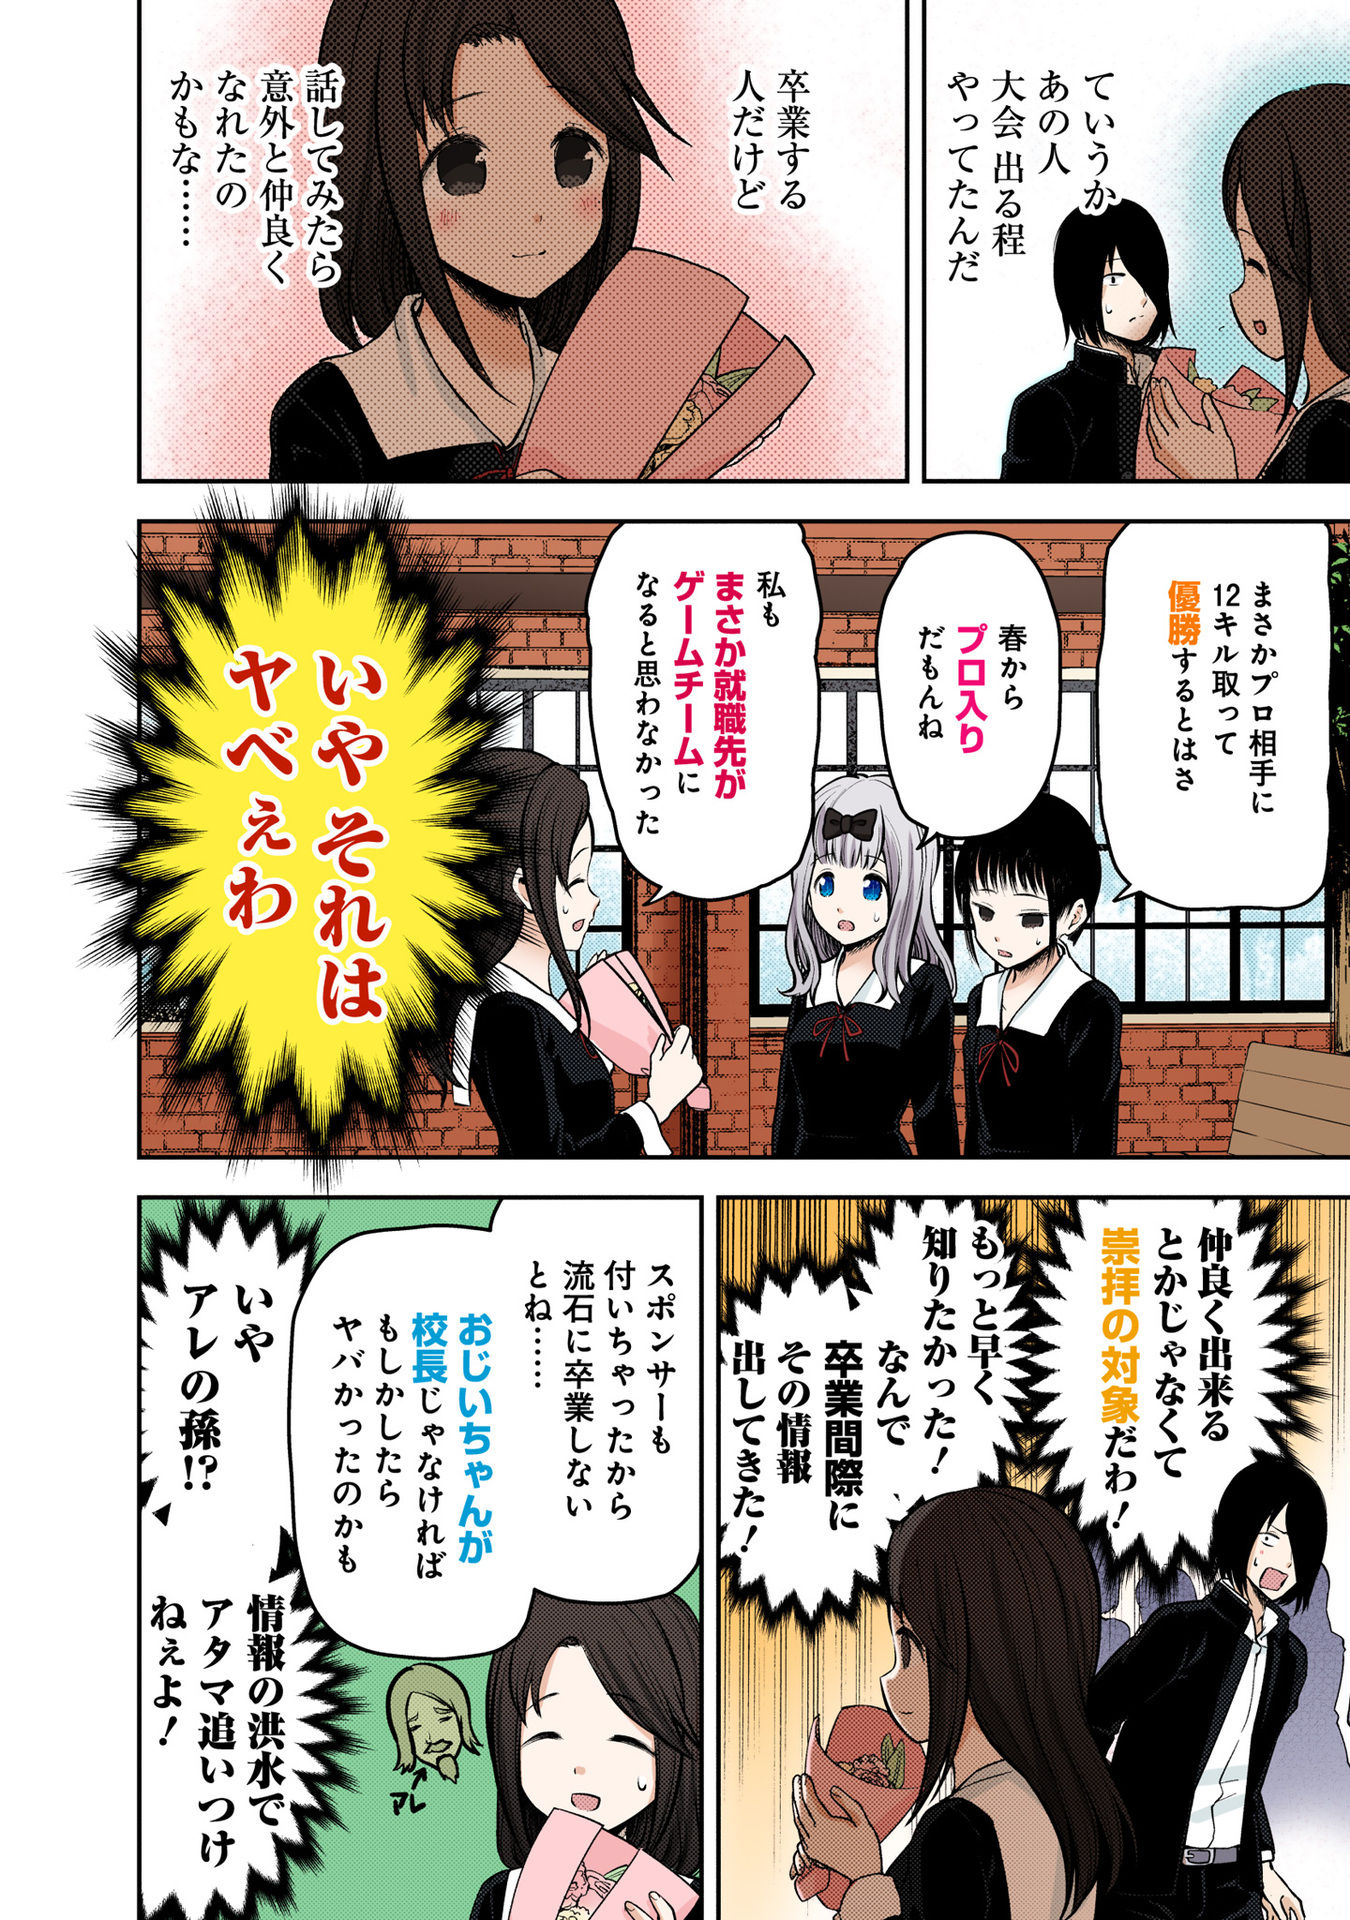 ていうか
あの人
大会出る程
やってたんだ
卒業する
人だけど
話してみたら
意外と仲良く
なれたの
かもな……
まさかプロ相手に
12キル取って
優勝するとはさ
春から
プロ入り
だもんね
私も
まさか就職先が
ゲームチームに
なると思わなかった
いやそれは
ヤベぇわ
仲良く出来る
とかじゃなくて
崇拝の対象だわ!
もっと早く
知りたかった!
なんで
卒業間際に
その情報
出してきた!
スポンサーも
付いちゃったから
流石に卒業しない
とね……
おじいちゃんが
校長じゃなければ
もしかしたら
ヤバかったのかも
アレ
いや
アレの孫!?
情報の洪水で
アタマ追いつけ
ねぇよ!